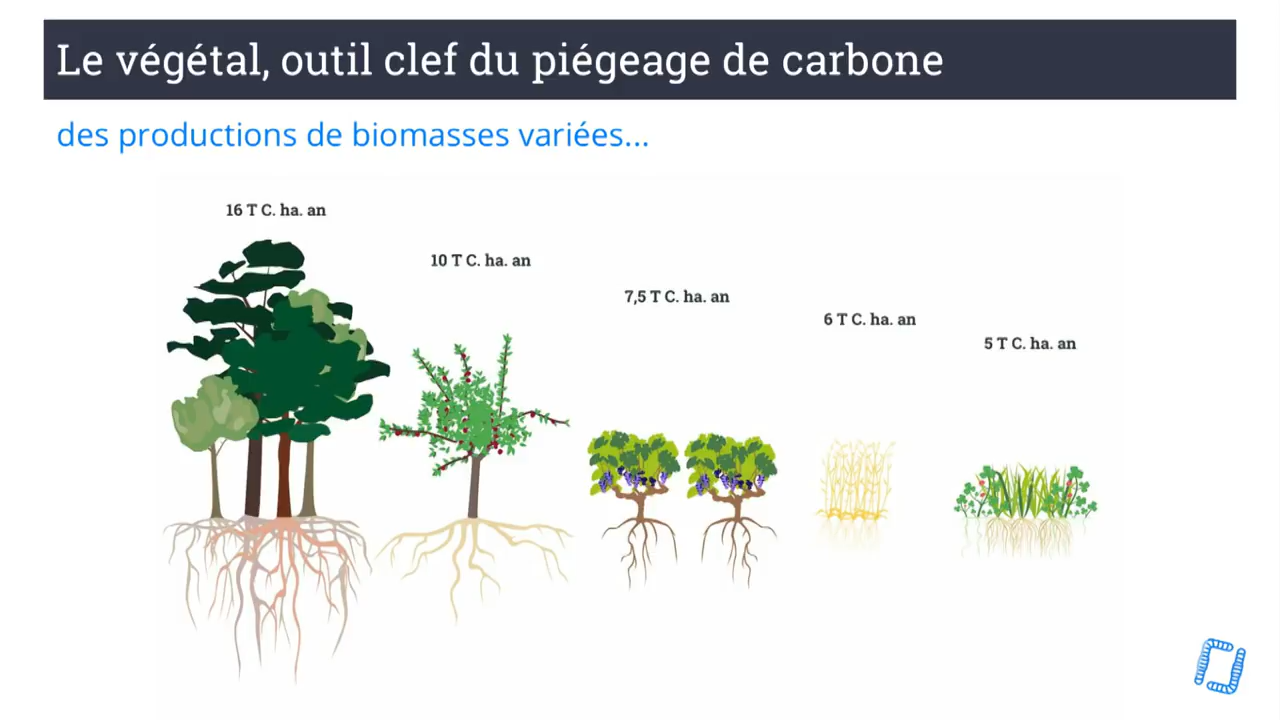 Le végétal, outil clef du piégeage de carbone
des productions de biomasses variées...
16 T C. ha. an
10 T C. ha. an
7,5 T C. ha. an
6 T C. ha. an
5 T C. ha. an